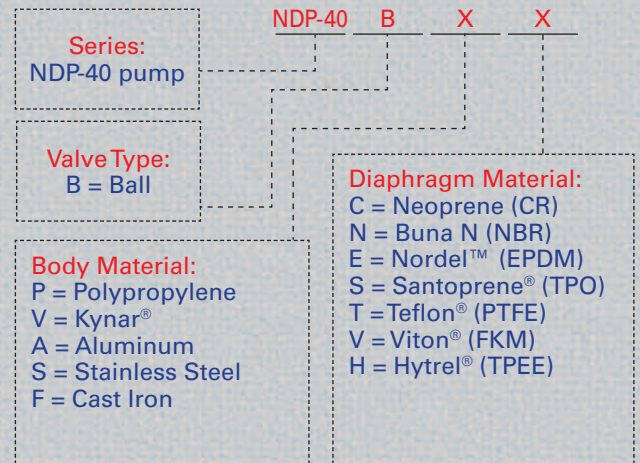 NDP-40 B X X
Series:
NDP-40 pump
Valve Type:
B = Ball
Body Material:
P = Polypropylene
V = Kynar®
A = Aluminum
S = Stainless Steel
F = Cast Iron
Diaphragm Material:
C = Neoprene (CR)
N = Buna N (NBR)
E = Nordel™ (EPDM)
S = Santoprene® (TPO)
T = Teflon® (PTFE)
V = Viton® (FKM)
H = Hytrel® (TPEE)